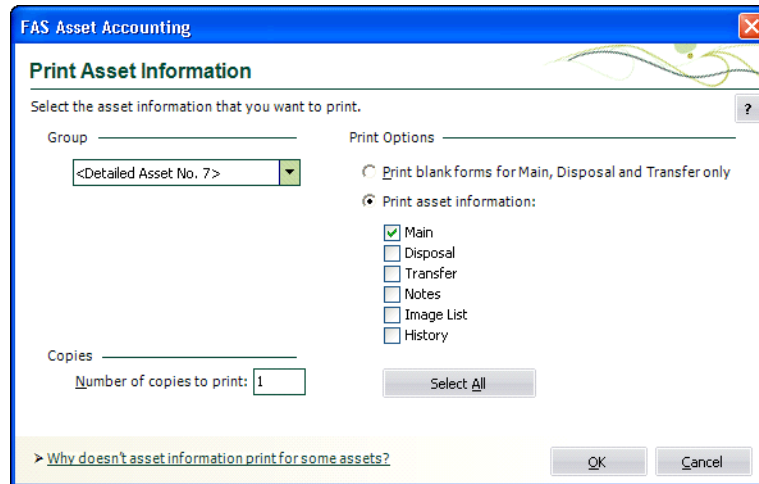 FAS Asset Accounting
Print Asset Information
Select the asset information that you want to print.
?
Group
<Detailed Asset No. 7>
Print Options
Print blank forms for Main, Disposal and Transfer only
Print asset information:
Main
Disposal
Transfer
Notes
Image List
History
Copies
Number of copies to print: 1
Select All
➤ Why doesn't asset information print for some assets?
OK
Cancel